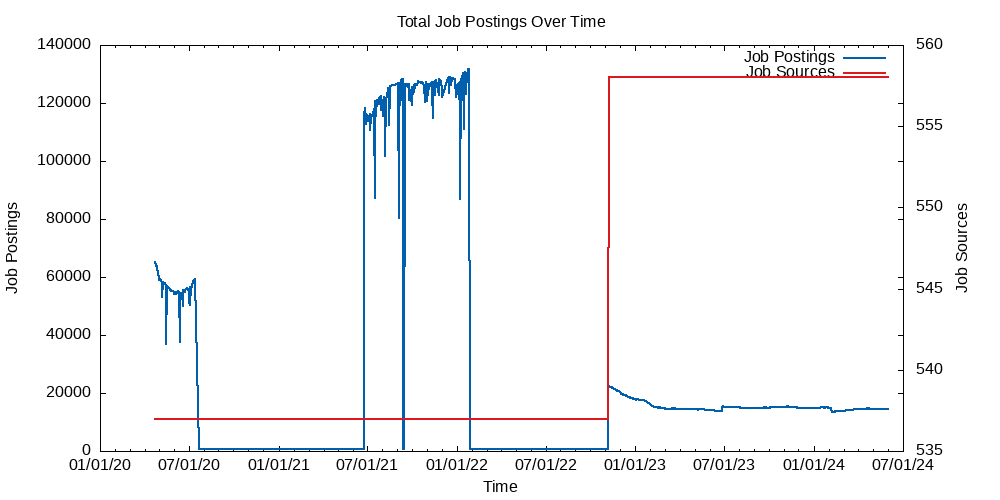 Total Job Postings Over Time
Job Postings
Job Sources
140000
120000
100000
80000
60000
40000
20000
0
560
555
550
545
540
535
Job Postings
Job Sources
01/01/20 07/01/20 01/01/21 07/01/21 01/01/22 07/01/22 01/01/23 07/01/23 01/01/24 07/01/24
Time